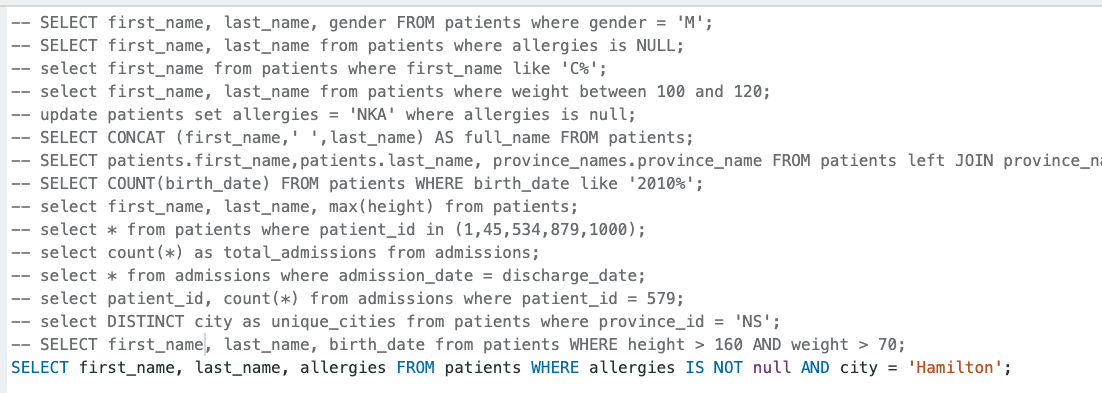 -- SELECT first_name, last_name, gender FROM patients where gender = 'M';
-- SELECT first_name, last_name from patients where allergies is NULL;
-- select first_name from patients where first_name like 'C%';
-- select first_name, last_name from patients where weight between 100 and 120;
-- update patients set allergies = 'NKA' where allergies is null;
-- SELECT CONCAT (first_name,' ',last_name) AS full_name FROM patients;
-- SELECT patients.first_name,patients.last_name, province_names.province_name FROM patients left JOIN province_na
-- SELECT COUNT(birth_date) FROM patients WHERE birth_date like '2010%';
-- select first_name, last_name, max(height) from patients;
-- select * from patients where patient_id in (1,45,534,879,1000);
-- select count(*) as total_admissions from admissions;
-- select * from admissions where admission_date = discharge_date;
-- select patient_id, count(*) from admissions where patient_id = 579;
-- select DISTINCT city as unique_cities from patients where province_id = 'NS';
-- SELECT first_name, last_name, birth_date from patients WHERE height > 160 AND weight > 70;
SELECT first_name, last_name, allergies FROM patients WHERE allergies IS NOT null AND city = 'Hamilton';